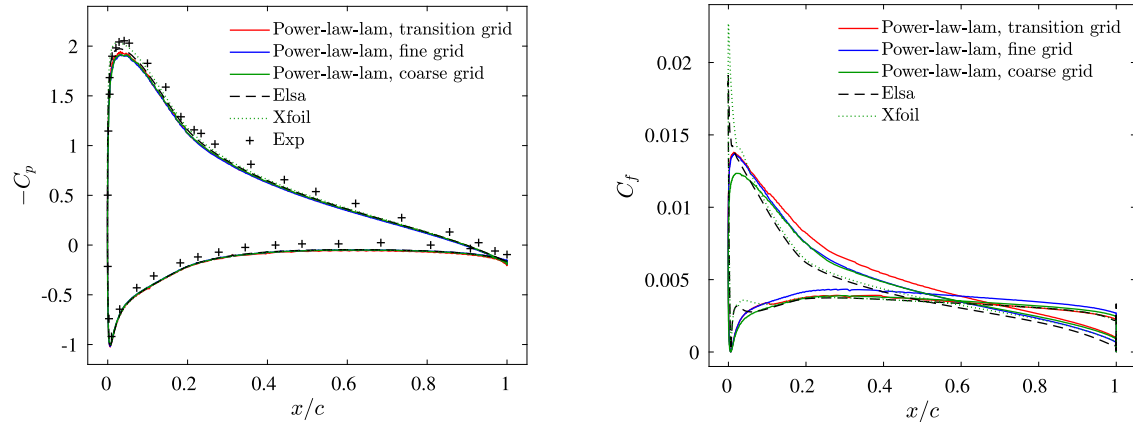 Power-law-lam, transition grid
Power-law-lam, fine grid
Power-law-lam, coarse grid
Elsa
Xfoil
Exp
2
1.5
1
0.5
0
-0.5
-1
−C_p
0 0.2 0.4 0.6 0.8 1
x/c
Power-law-lam, transition grid
Power-law-lam, fine grid
Power-law-lam, coarse grid
Elsa
Xfoil
0.02
0.015
0.01
0.005
0
C_f
0 0.2 0.4 0.6 0.8 1
x/c